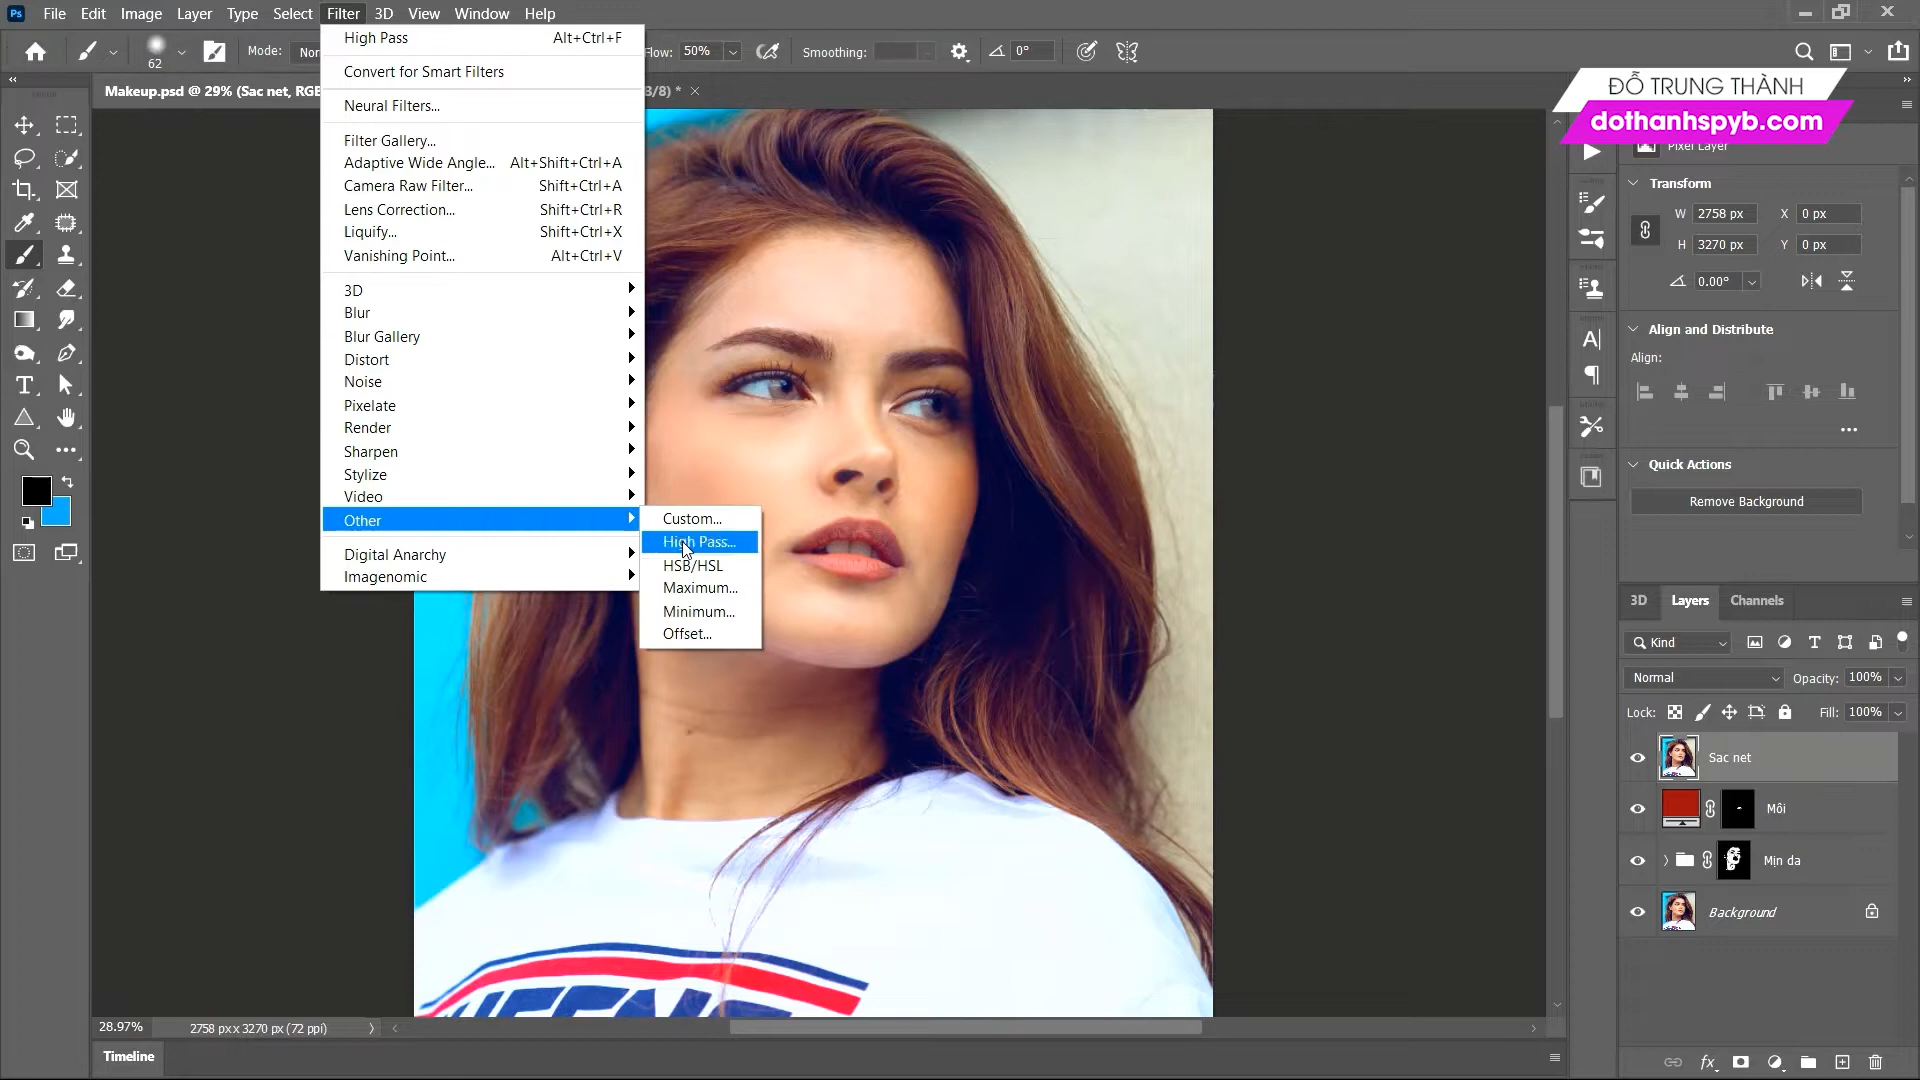 Ps File Edit Image Layer Type Select Filter 3D View Window Help
62 Mode: Flow: 50% Smoothing: 0°
High Pass Alt+Ctrl+F
Convert for Smart Filters
Neural Filters...
Filter Gallery...
Adaptive Wide Angle... Alt+Shift+Ctrl+A
Camera Raw Filter... Shift+Ctrl+A
Lens Correction... Shift+Ctrl+R
Liquify... Shift+Ctrl+X
Vanishing Point... Alt+Ctrl+V
3D
Blur
Blur Gallery
Distort
Noise
Pixelate
Render
Sharpen
Stylize
Video
Other
Digital Anarchy
Imagenomic
Custom...
High Pass...
HSB/HSL
Maximum...
Minimum...
Offset...
Makeup.psd @ 29% (Sac net, RGB
B/8) *
ĐỖ TRUNG THÀNH
dothanhspyb.com
Pixel Layer
Transform
W 2758 px X 0 px
H 3270 px Y 0 px
0.00°
Align and Distribute
Align:
Quick Actions
Remove Background
3D Layers Channels
Kind
Normal Opacity: 100%
Lock: Fill: 100%
Sac net
Môi
Mịn da
Background
28.97% 2758 px x 3270 px (72 ppi)
Timeline